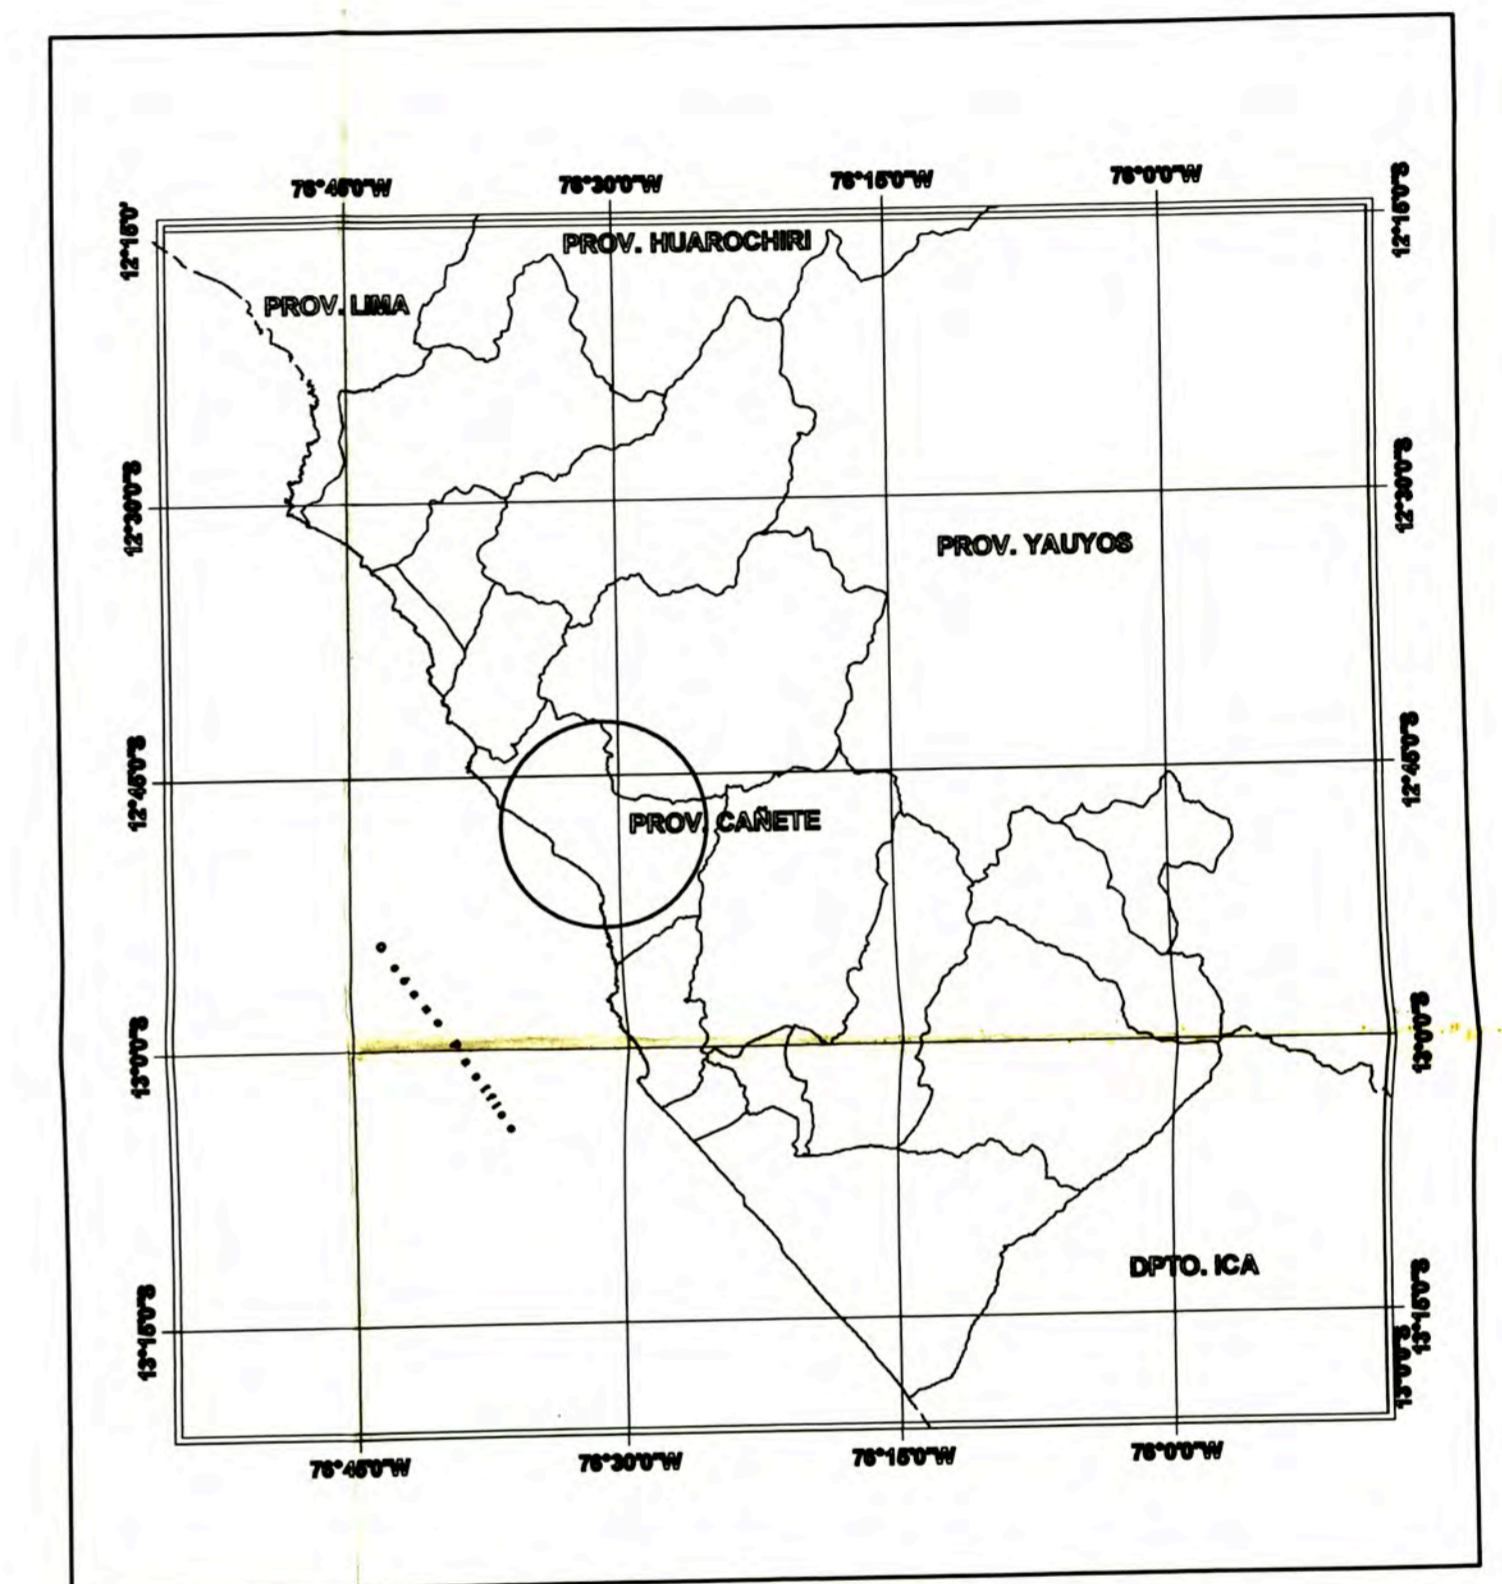 76°45'0"W 76°30'0"W 76°15'0"W 76°0'0"W
12°15'0" 12°15'0"S
PROV. HUAROCHIRI
PROV. LIMA
12°30'0"S 12°30'0"S
PROV. YAUYOS
12°45'0"S 12°45'0"S
PROV. CAÑETE
13°0'0"S 13°0'0"S
DPTO. ICA
13°15'0"S 13°15'0"S
13°0'0"S
76°45'0"W 76°30'0"W 76°15'0"W 76°0'0"W